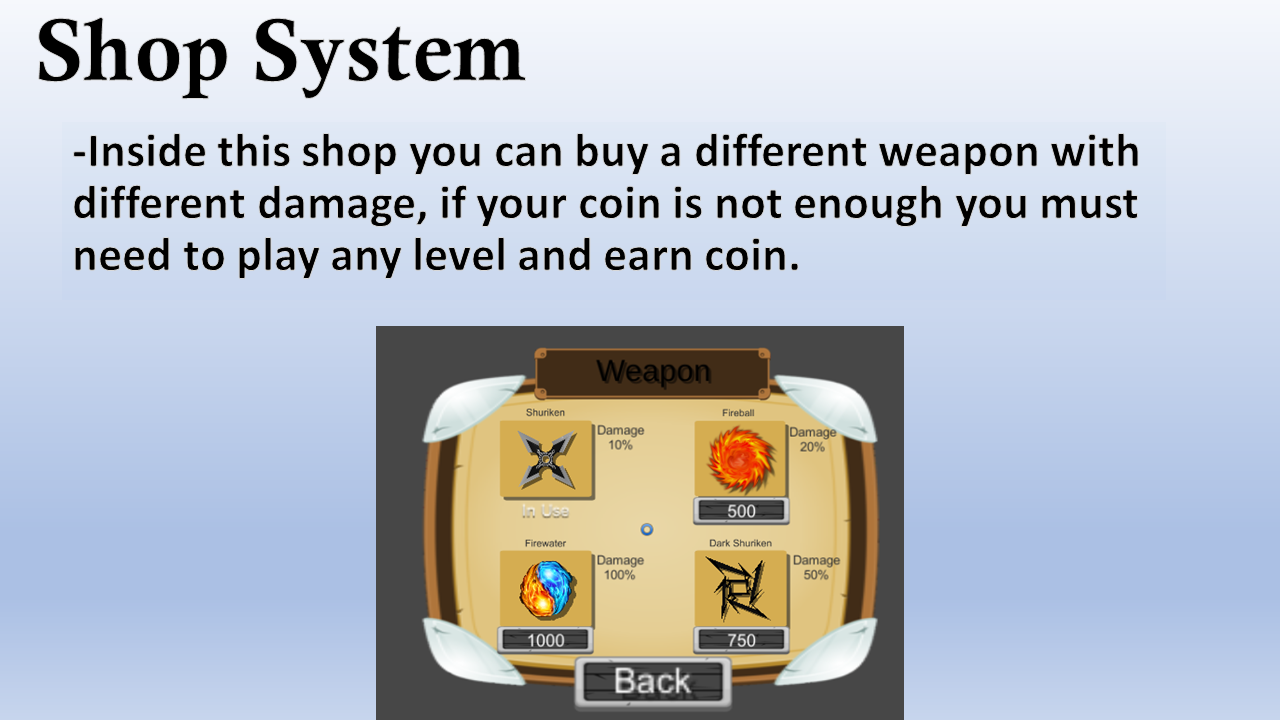 Shop System
-Inside this shop you can buy a different weapon with
different damage, if your coin is not enough you must
need to play any level and earn coin.
Weapon
Shuriken
Damage
10%
In Use
Fireball
Damage
20%
500
Firewater
Damage
100%
1000
Dark Shuriken
Damage
50%
750
Back